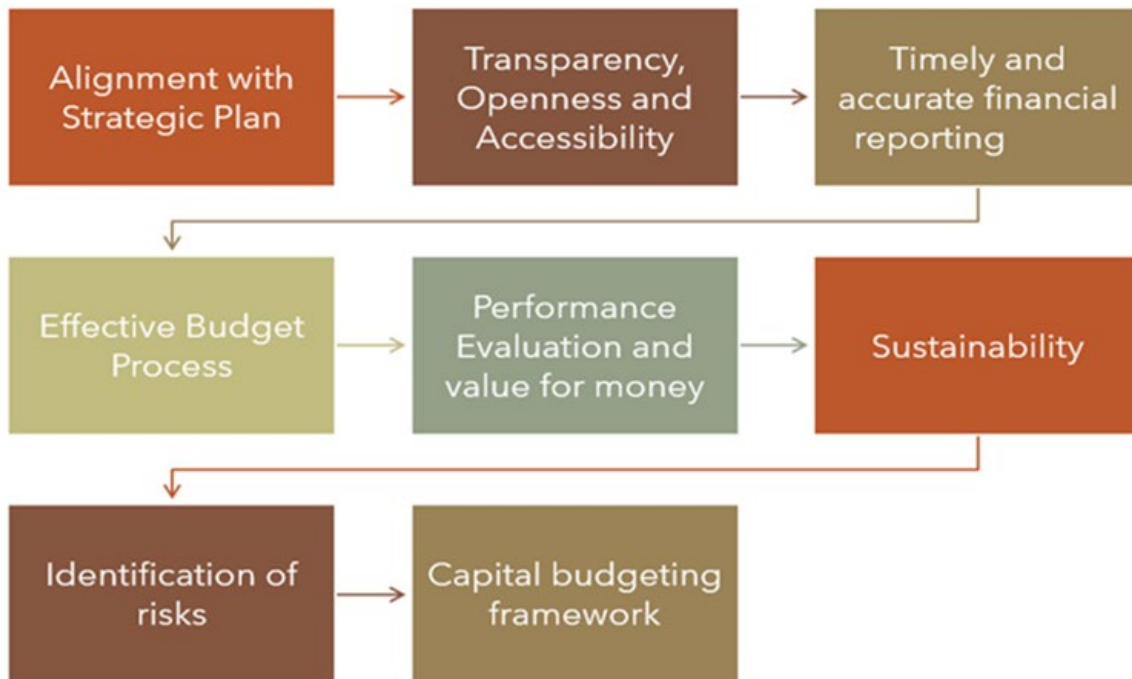 Alignment with
Strategic Plan
Transparency,
Openness and
Accessibility
Timely and
accurate financial
reporting
Effective Budget
Process
Performance
Evaluation and
value for money
Sustainability
Identification of
risks
Capital budgeting
framework